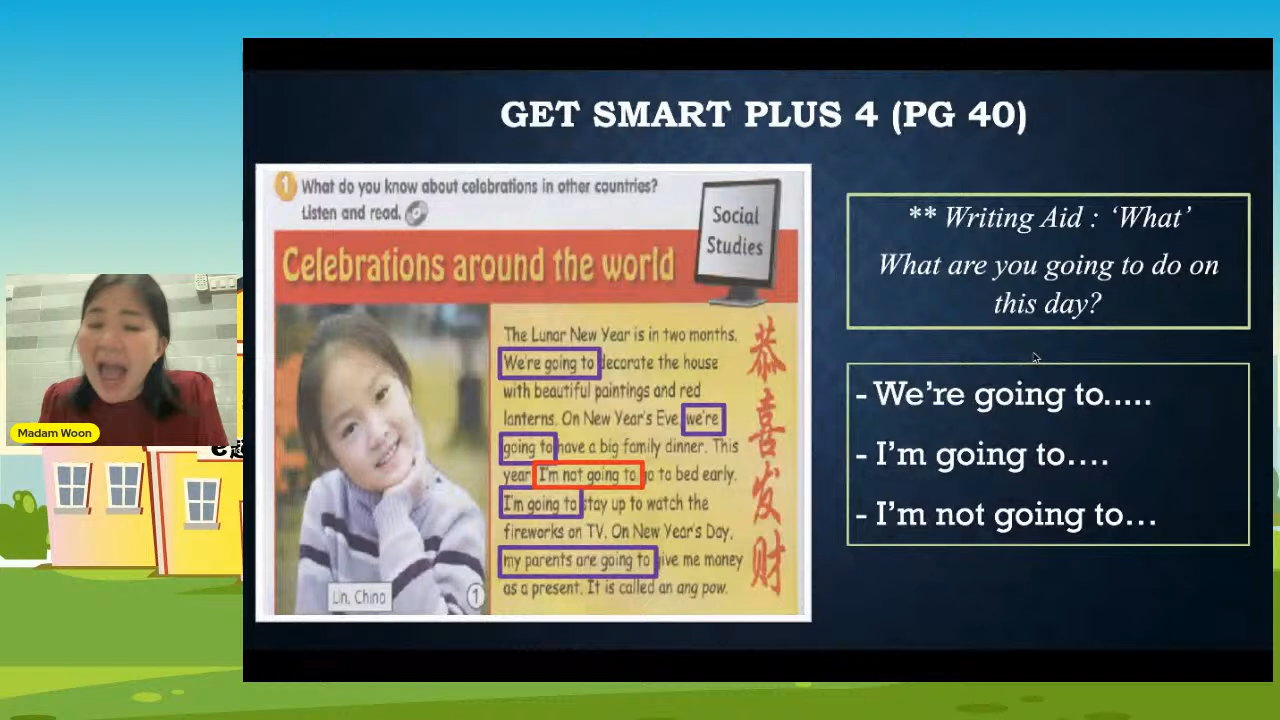 GET SMART PLUS 4 (PG 40)
1 What do you know about celebrations in other countries?
Listen and read.
Social
Studies
Celebrations around the world
The Lunar New Year is in two months.
We're going to decorate the house
with beautiful paintings and red
lanterns. On New Year's Eve we're
going to have a big family dinner. This
year I'm not going to go to bed early.
I'm going to stay up to watch the
fireworks on TV. On New Year's Day,
my parents are going to give me money
as a present. It is called an ang pow.
恭
喜
发
财
Lin, China
1
** Writing Aid : ‘What’
What are you going to do on
this day?
- We’re going to.....
- I’m going to....
- I’m not going to...
Madam Woon